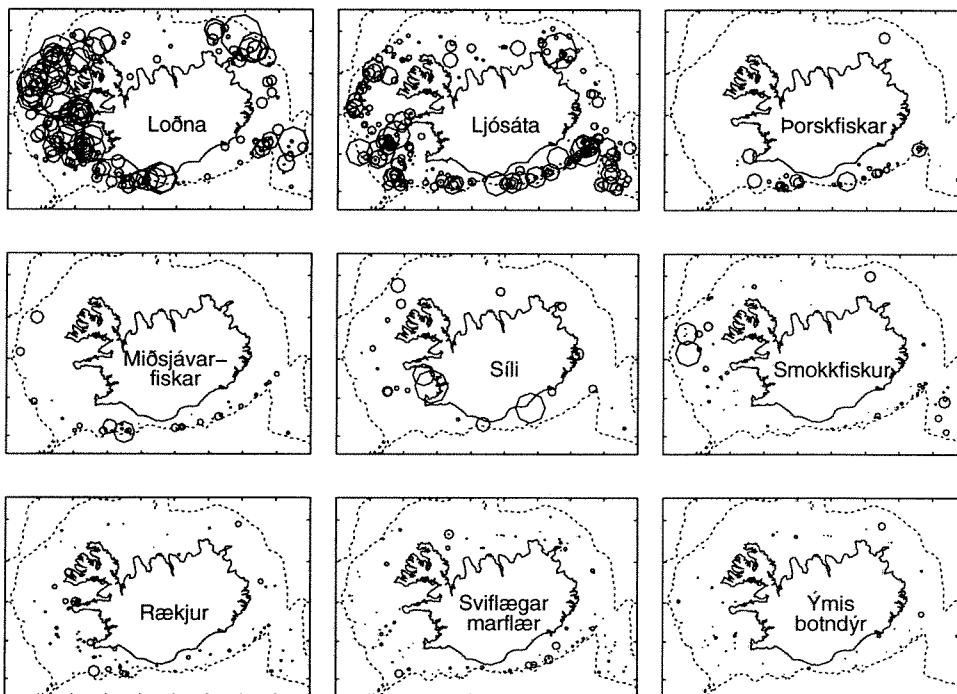 Loðna
Ljósáta
Þorskfiskar
Miðsjávar–
fiskar
Síli
Smokkfiskur
Rækjur
Sviflægar
marflær
Ýmis
botndýr